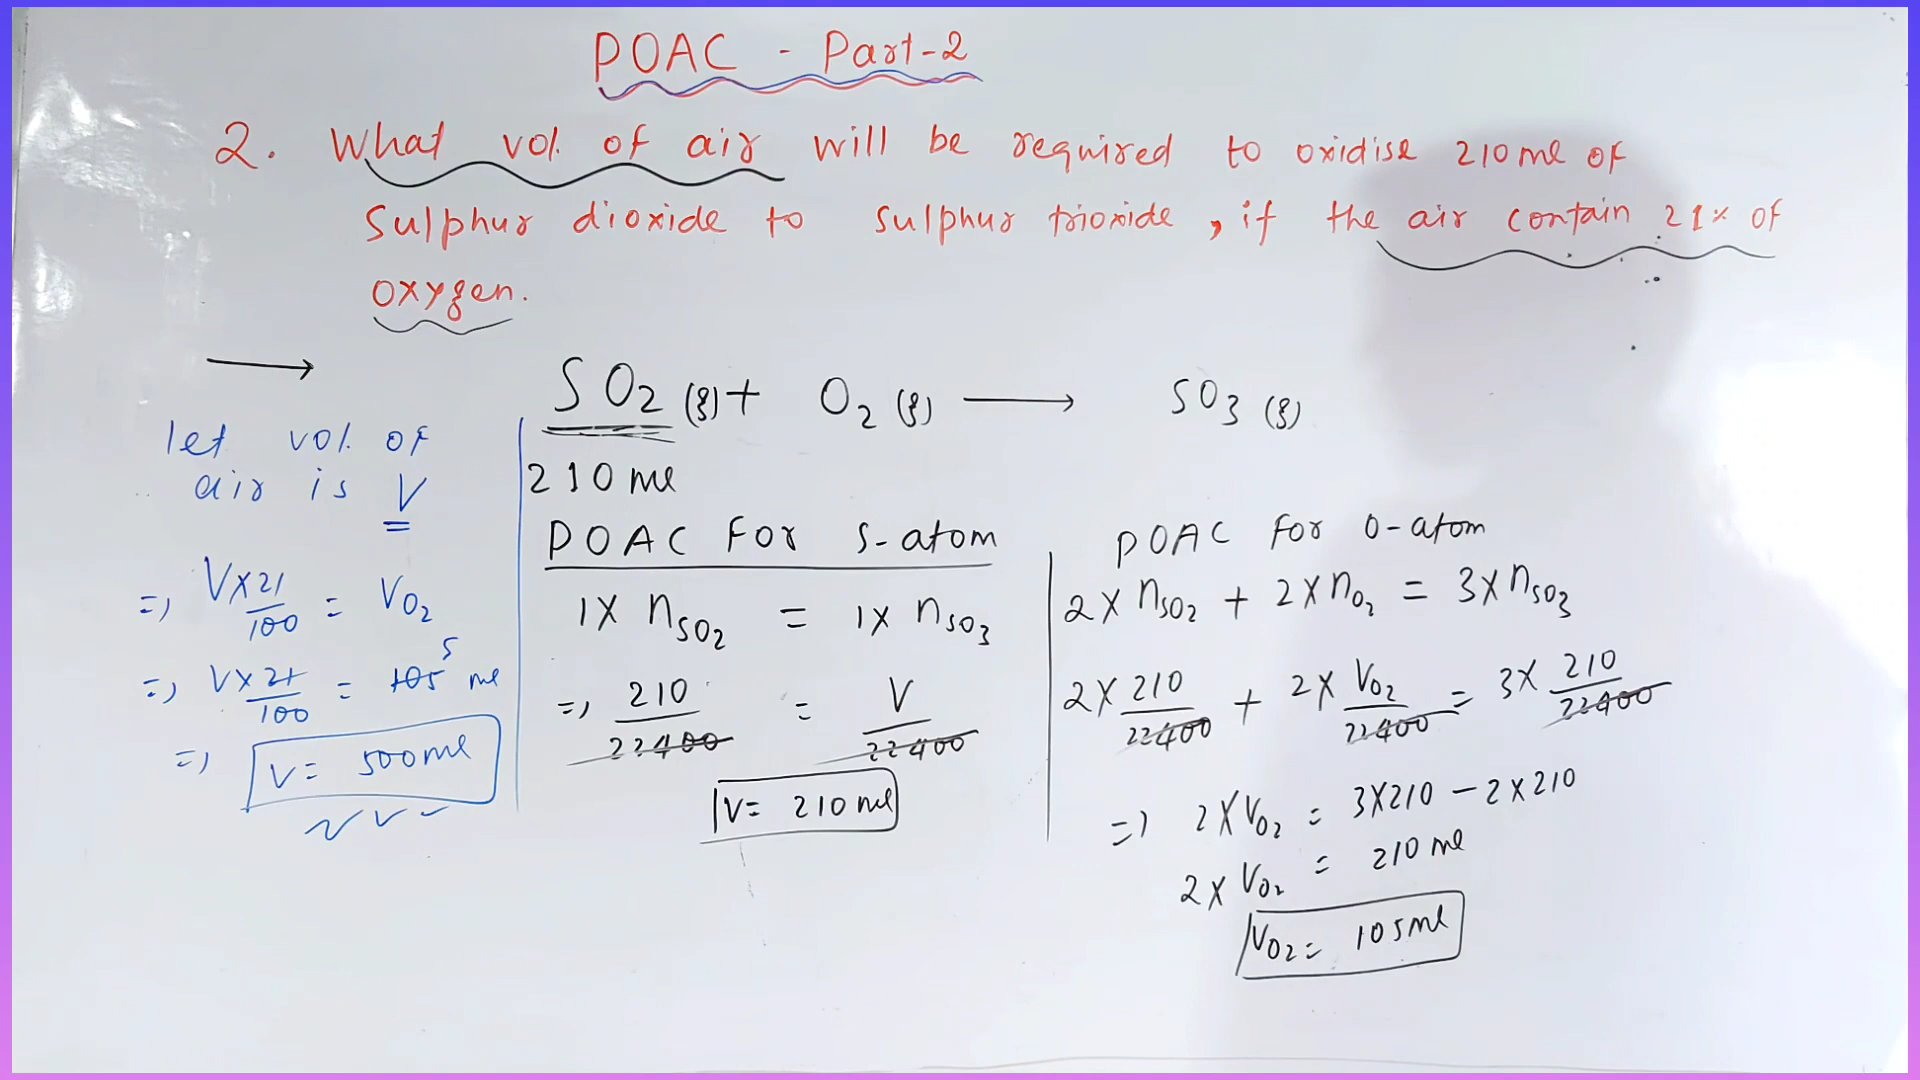 POAC - Part-2
2. What vol. of air will be required to oxidise 210 ml of
Sulphur dioxide to sulphur trioxide, if the air contain 21% of
oxygen.
SO2 (g) + O2 (g) ⟶ SO3 (g)
210 ml
let vol. of
air is V
=) V×21/100 = VO2
=) V×21/100 = 105 5 ml
=) V= 500 ml
POAC For S-atom
1× nSO2 = 1× nSO3
=) 210/22400 = V/22400
V= 210 ml
POAC For O-atom
2× nSO2 + 2× nO2 = 3× nSO3
2× 210/22400 + 2× VO2/22400 = 3× 210/22400
=) 2×VO2 = 3×210 - 2×210
2× VO2 = 210 ml
VO2 = 105 ml